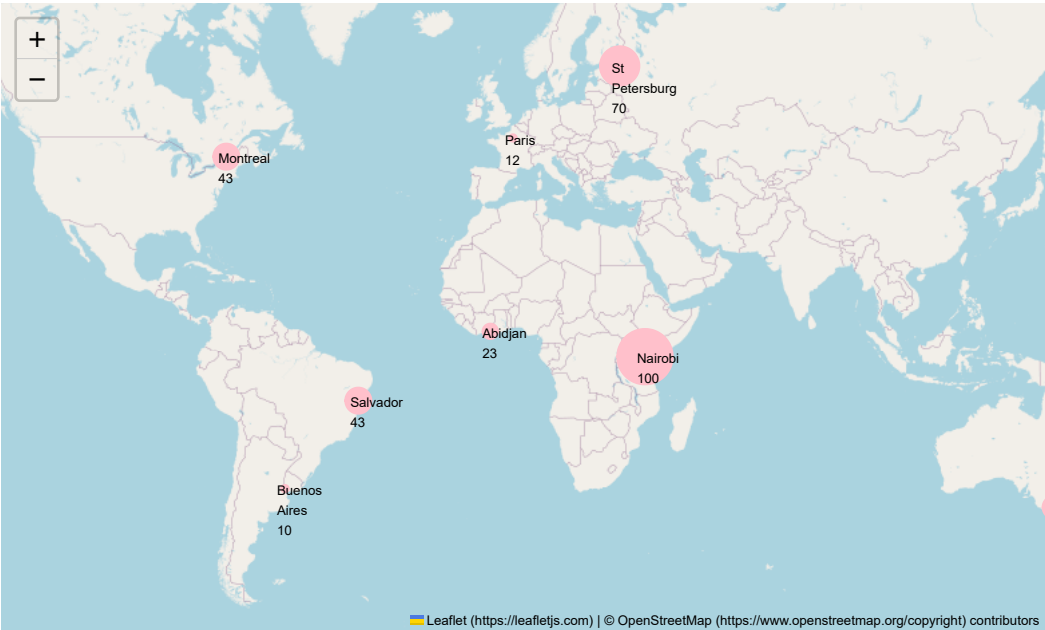 +
−
St
Petersburg
70
Paris
12
Montreal
43
Abidjan
23
Nairobi
100
Salvador
43
Buenos
Aires
10
Leaflet (https://leafletjs.com) | © OpenStreetMap (https://www.openstreetmap.org/copyright) contributors